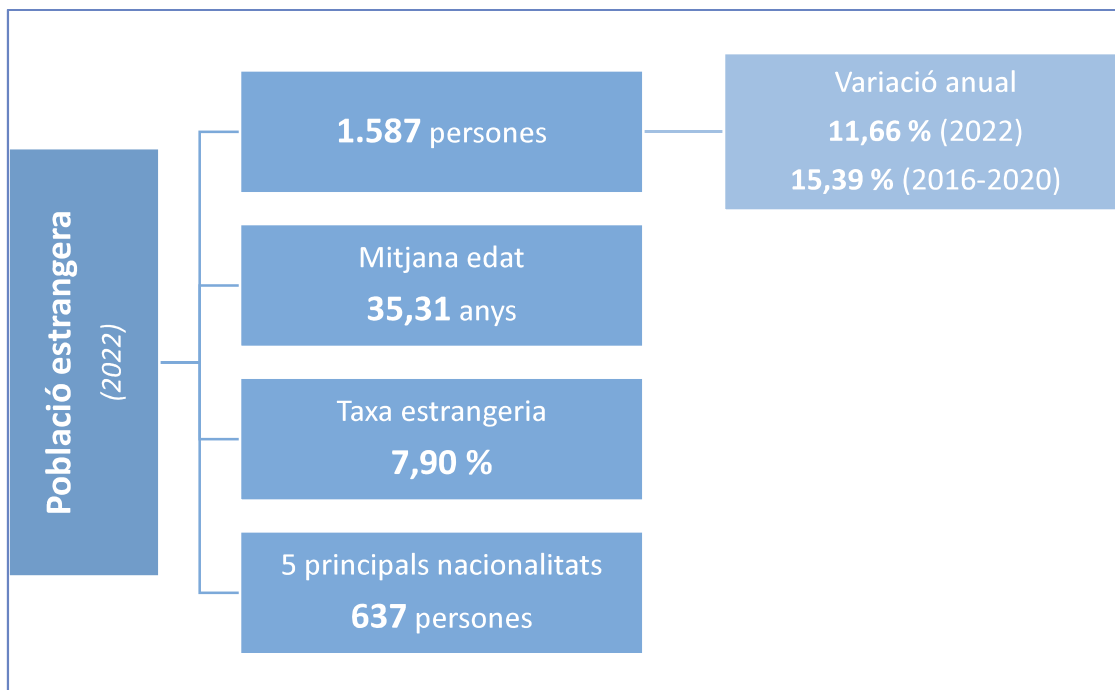 Població estrangera
(2022)
1.587 persones
Variació anual
11,66 % (2022)
15,39 % (2016-2020)
Mitjana edat
35,31 anys
Taxa estrangeria
7,90 %
5 principals nacionalitats
637 persones